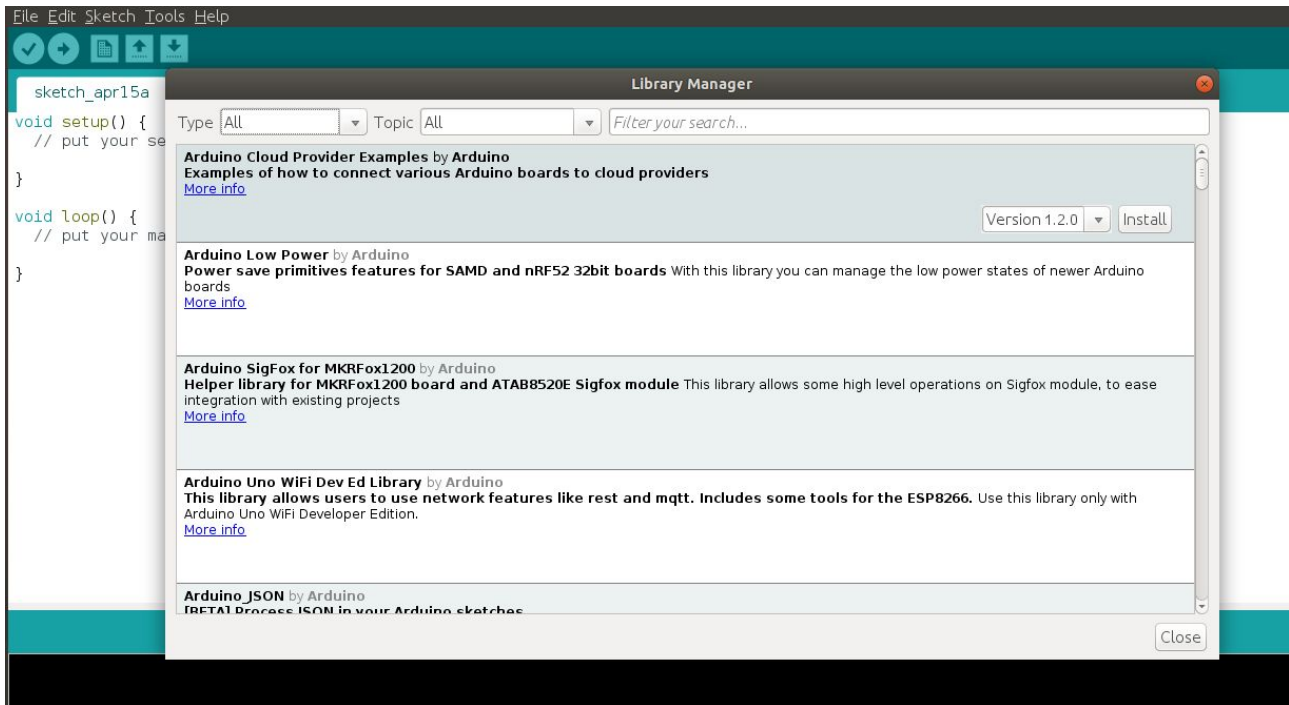 File Edit Sketch Tools Help
Library Manager
sketch_apr15a
void setup() {
// put your se
}
void loop() {
// put your ma
}
Type All Topic All Filter your search...
Arduino Cloud Provider Examples by Arduino
Examples of how to connect various Arduino boards to cloud providers
More info
Version 1.2.0 Install
Arduino Low Power by Arduino
Power save primitives features for SAMD and nRF52 32bit boards With this library you can manage the low power states of newer Arduino
boards
More info
Arduino SigFox for MKRFox1200 by Arduino
Helper library for MKRFox1200 board and ATAB8520E Sigfox module This library allows some high level operations on Sigfox module, to ease
integration with existing projects
More info
Arduino Uno WiFi Dev Ed Library by Arduino
This library allows users to use network features like rest and mqtt. Includes some tools for the ESP8266. Use this library only with
Arduino Uno WiFi Developer Edition.
More info
Arduino_JSON by Arduino
[BETA] Process JSON in your Arduino sketches
Close